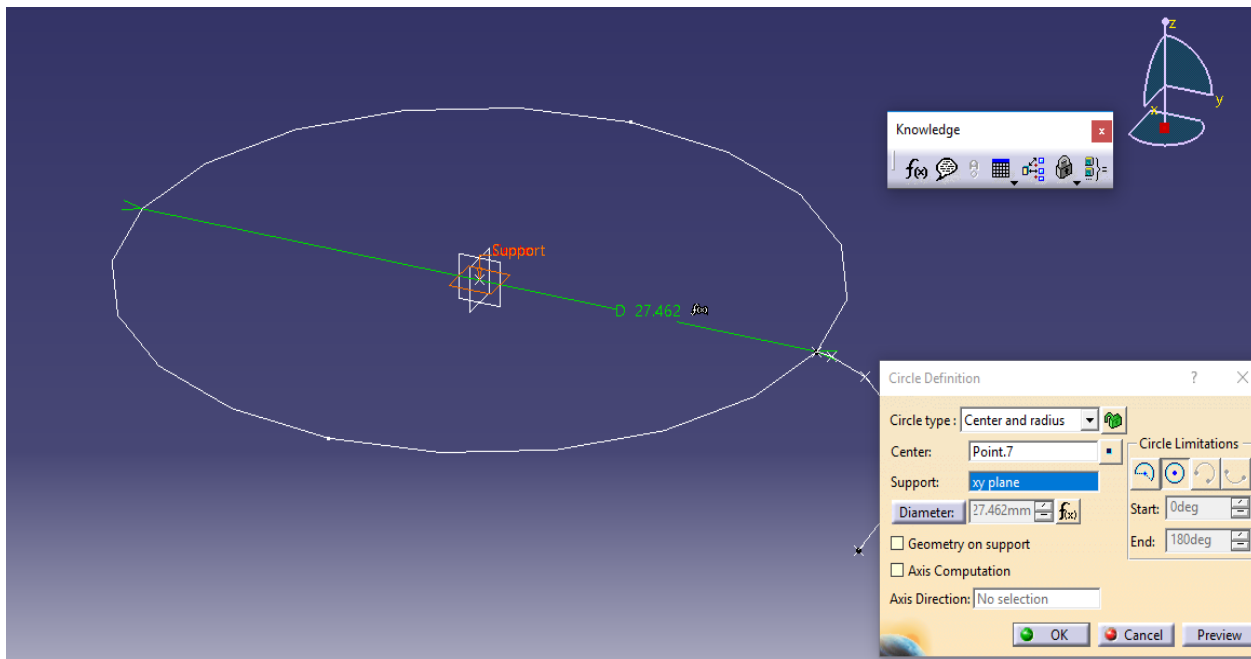 z
y
x
Knowledge
x
f(x)
Support
D 27.462 f(x)
Circle Definition ? X
Circle type : Center and radius
Center: Point.7
Circle Limitations
Support: xy plane
Diameter: 27.462mm f(x)
Start: 0deg
Geometry on support
End: 180deg
Axis Computation
Axis Direction: No selection
OK Cancel Preview